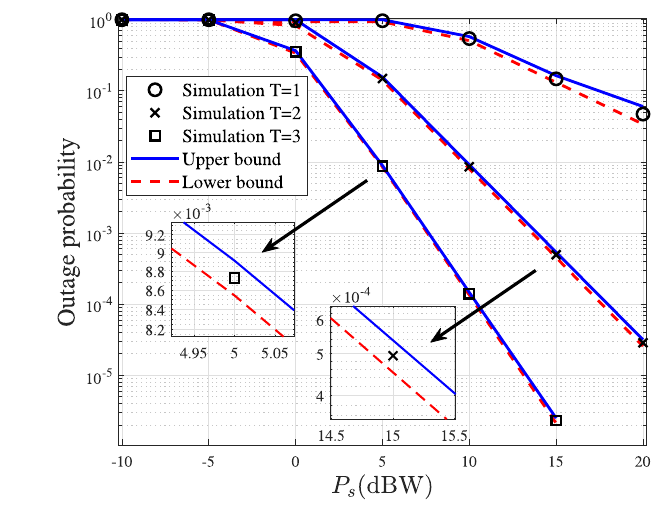 10^0
10^-1
10^-2
10^-3
10^-4
10^-5
Outage probability
Simulation T=1
Simulation T=2
Simulation T=3
Upper bound
Lower bound
×10^-3
9.2
9
8.8
8.6
8.4
8.2
4.95 5 5.05
×10^-4
6
5
4
14.5 15 15.5
-10 -5 0 5 10 15 20
P_s(dBW)